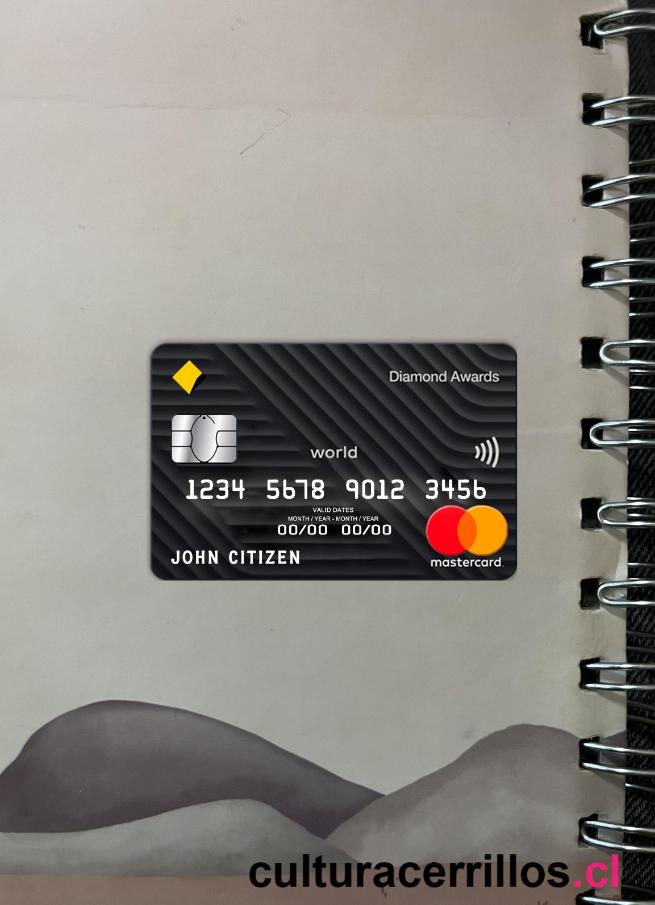 Diamond Awards
world
1234 5678 9012 3456
VALID DATES
MONTH / YEAR - MONTH / YEAR
00/00 00/00
JOHN CITIZEN
mastercard.
culturacerrillos.cl